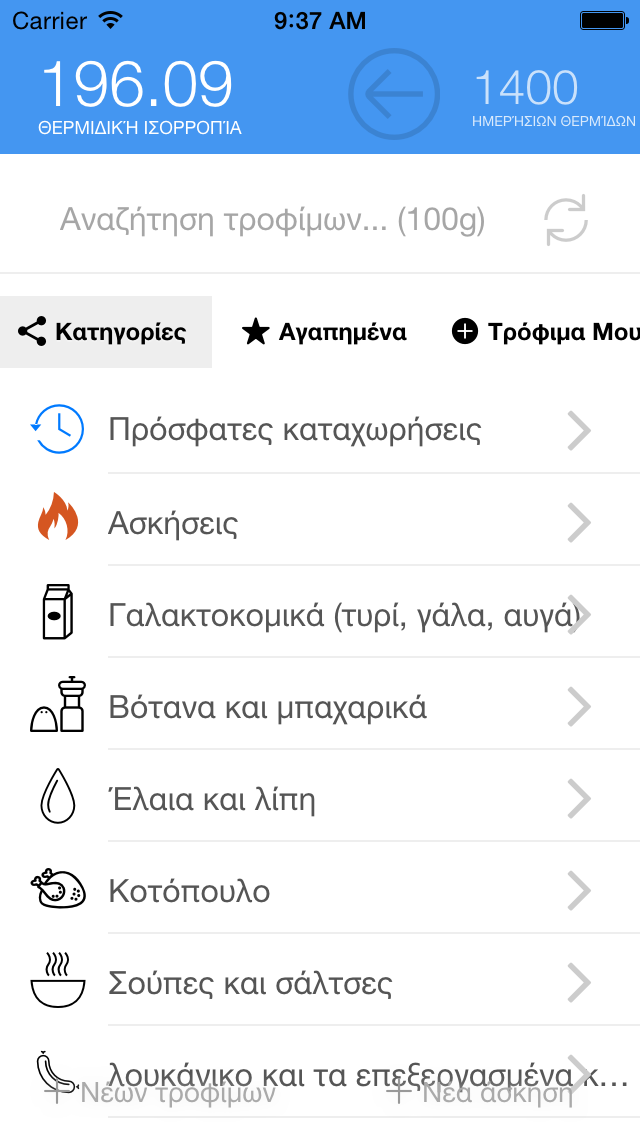 Carrier 9:37 AM
196.09 1400
ΘΕΡΜΙΔΙΚΉ ΙΣΟΡΡΟΠΊΑ ΗΜΕΡΉΣΙΩΝ ΘΕΡΜΊΔΩΝ
Αναζήτηση τροφίμων... (100g)
Κατηγορίες Αγαπημένα Τρόφιμα Μου
Πρόσφατες καταχωρήσεις
Ασκήσεις
Γαλακτοκομικά (τυρί, γάλα, αυγά)
Βότανα και μπαχαρικά
Έλαια και λίπη
Κοτόπουλο
Σούπες και σάλτσες
λουκάνικο και τα επεξεργασμένα κ...
Νέων τρόφίμων Νέα άσκηση